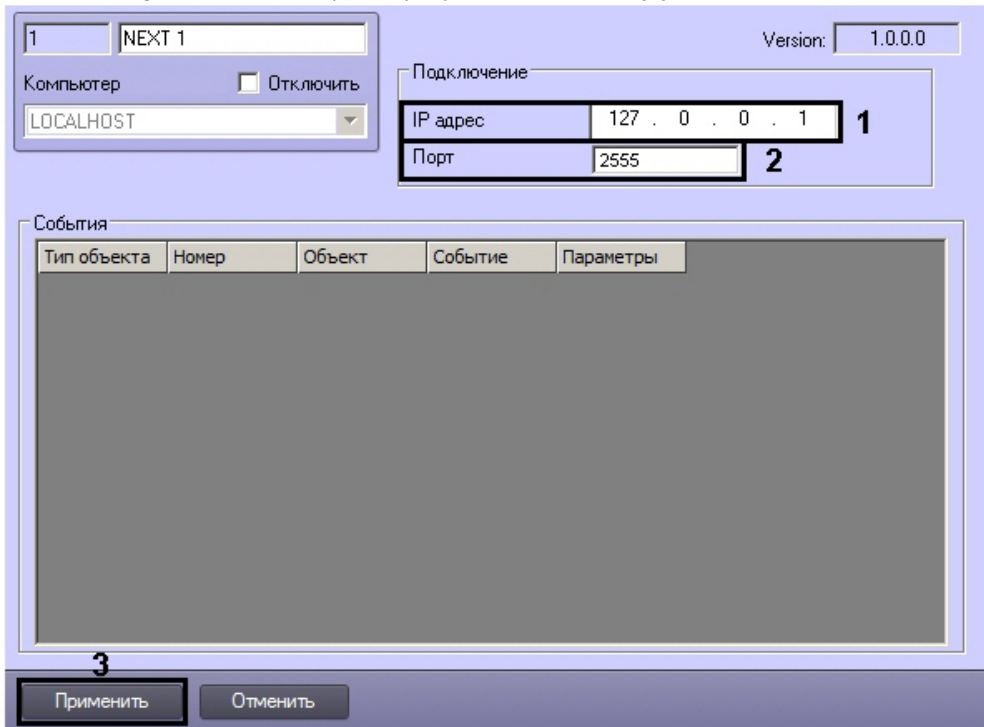 1 NEXT 1
Version: 1.0.0.0
Компьютер Отключить
LOCALHOST
Подключение
IP адрес 127 . 0 . 0 . 1 1
Порт 2555 2
События
Тип объекта Номер Объект Событие Параметры
3
Применить Отменить